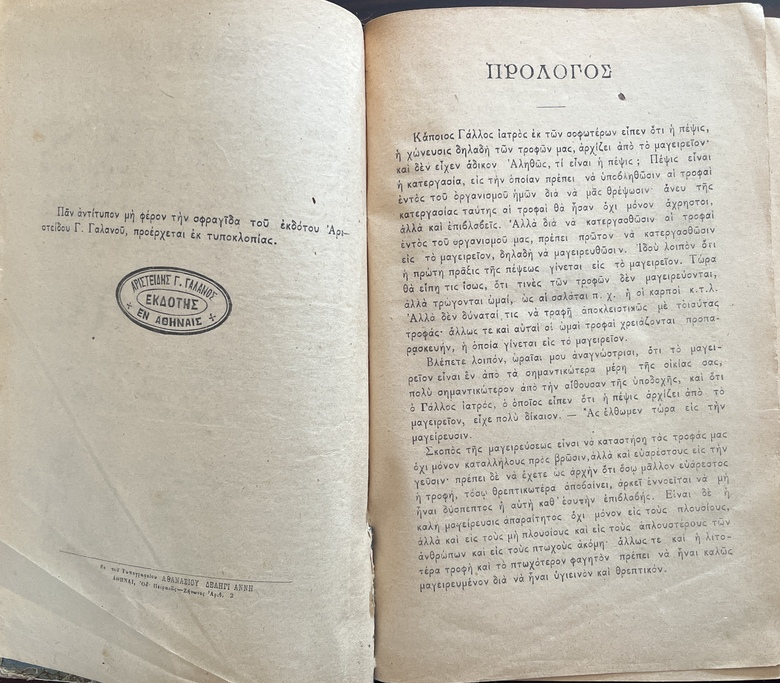 Πᾶν ἀντίτυπον μὴ φέρον τὴν σφραγῖδα τοῦ ἐκδότου Ἀρι-
στείδου Γ. Γαλανοῦ, προέρχεται ἐκ τυποκλοπίας.
ΑΡΙΣΤΕΙΔΗΣ Γ. ΓΑΛΑΝΟΣ
ΕΚΔΟΤΗΣ
ΕΝ ΑΘΗΝΑΙΣ
Ἐκ τοῦ Τυπογραφείου ΑΘΑΝΑΣΙΟΥ ΔΕΛΗΓΙΑΝΝΗ
ΑΘΗΝΑΙ, Ὁδ. Πειραιῶς—Ζήνωνος Ἀριθ. 2
ΠΡΟΛΟΓΟΣ
Κάποιος Γάλλος ἰατρὸς ἐκ τῶν σοφωτέρων εἶπεν ὅτι ἡ πέψις,
ἡ χώνευσις δηλαδὴ τῶν τροφῶν μας, ἀρχίζει ἀπὸ τὸ μαγειρεῖον·
καὶ δὲν εἶχεν ἄδικον Ἀληθῶς, τί εἶναι ἡ πέψις ; Πέψις εἶναι
ἡ κατεργασία, εἰς τὴν ὁποίαν πρέπει νὰ ὑποβληθῶσιν αἱ τροφαὶ
ἐντὸς τοῦ ὀργανισμοῦ ἡμῶν διὰ νὰ μᾶς θρέψωσιν· ἄνευ τῆς
κατεργασίας ταύτης αἱ τροφαὶ θὰ ἦσαν ὄχι μόνον ἄχρηστοι,
ἀλλὰ καὶ ἐπιβλαβεῖς. Ἀλλὰ διὰ νὰ κατεργασθῶσιν αἱ τροφαὶ
ἐντὸς τοῦ οργανισμοῦ μας, πρέπει πρῶτον νὰ κατεργασθῶσιν
εἰς τὸ μαγειρεῖον, δηλαδὴ νὰ μαγειρευθῶσιν. Ἰδοὺ λοιπὸν ὅτι
ἡ πρώτη πρᾶξις τῆς πέψεως γίνεται εἰς τὸ μαγειρεῖον. Τώρα
θὰ εἴπῃ τις ἴσως, ὅτι τινὲς τῶν τροφῶν δὲν μαγειρεύονται,
ἀλλὰ τρώγονται ὠμαί, ὡς αἱ σαλάται π. χ. ἢ οἱ καρποὶ κ.τ.λ.
Ἀλλὰ δὲν δύναταί τις νὰ τραφῇ ἀποκλειστικῶς μὲ τοιαύτας
τροφάς· ἄλλως τε καὶ αὐταὶ αἱ ὠμαὶ τροφαὶ χρειάζονται προπα-
ρασκευήν, ἡ ὁποία γίνεται εἰς τὸ μαγειρεῖον.
Βλέπετε λοιπόν, ὡραῖαι μου ἀναγνώστριαι, ὅτι τὸ μαγει-
ρεῖον εἶναι ἓν ἀπὸ τὰ σημαντικώτερα μέρη τῆς οἰκίας σας,
πολὺ σημαντικώτερον ἀπὸ τὴν αἴθουσαν τῆς ὑποδοχῆς, καὶ ὅτι
ὁ Γάλλος ἰατρός, ὁ ὁποῖος εἶπεν ὅτι ἡ πέψις ἀρχίζει ἀπὸ τὸ
μαγειρεῖον, εἶχε πολὺ δίκαιον. — Ἂς ἔλθωμεν τώρα εἰς τὴν
μαγείρευσιν.
Σκοπὸς τῆς μαγειρεύσεως εἶναι νὰ καταστήσῃ τὰς τροφάς μας
ὄχι μόνον καταλλήλους πρὸς βρῶσιν, ἀλλὰ καὶ εὐαρέστους εἰς τὴν
γεῦσιν· πρέπει δὲ νὰ ἔχετε ὡς ἀρχὴν ὅτι ὅσῳ μᾶλλον εὐάρεστος
ἡ τροφή, τόσῳ θρεπτικωτέρα ἀποβαίνει, ἀρκεῖ ἐννοεῖται νὰ μὴ
ἦναι δύσπεπτος ἢ αὐτὴ καθ᾽ ἑαυτὴν ἐπιβλαβής. Εἶναι δὲ ἡ
καλὴ μαγείρευσις ἀπαραίτητος ὄχι μόνον εἰς τοὺς πλουσίους,
ἀλλὰ καὶ εἰς τοὺς μὴ πλουσίους καὶ εἰς τοὺς ἁπλουστέρους τῶν
ἀνθρώπων καὶ εἰς τοὺς πτωχοὺς ἀκόμη· ἄλλως τε καὶ ἡ λιτο-
τέρα τροφὴ καὶ τὸ πτωχότερον φαγητὸν πρέπει νὰ ἦναι καλῶς
μαγειρευμένον διὰ νὰ ἦναι ὑγιεινὸν καὶ θρεπτικόν.